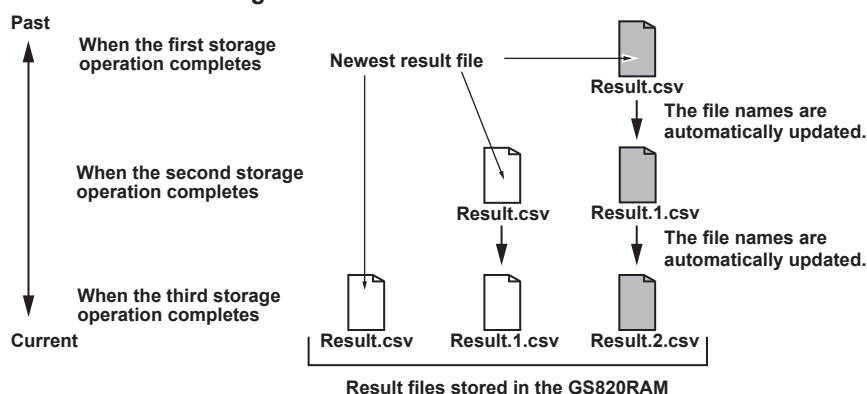 Past
When the first storage
operation completes
Newest result file
Result.csv
The file names are
automatically updated.
When the second storage
operation completes
Result.csv
Result.1.csv
The file names are
automatically updated.
When the third storage
operation completes
Current
Result.csv
Result.1.csv
Result.2.csv
Result files stored in the GS820RAM